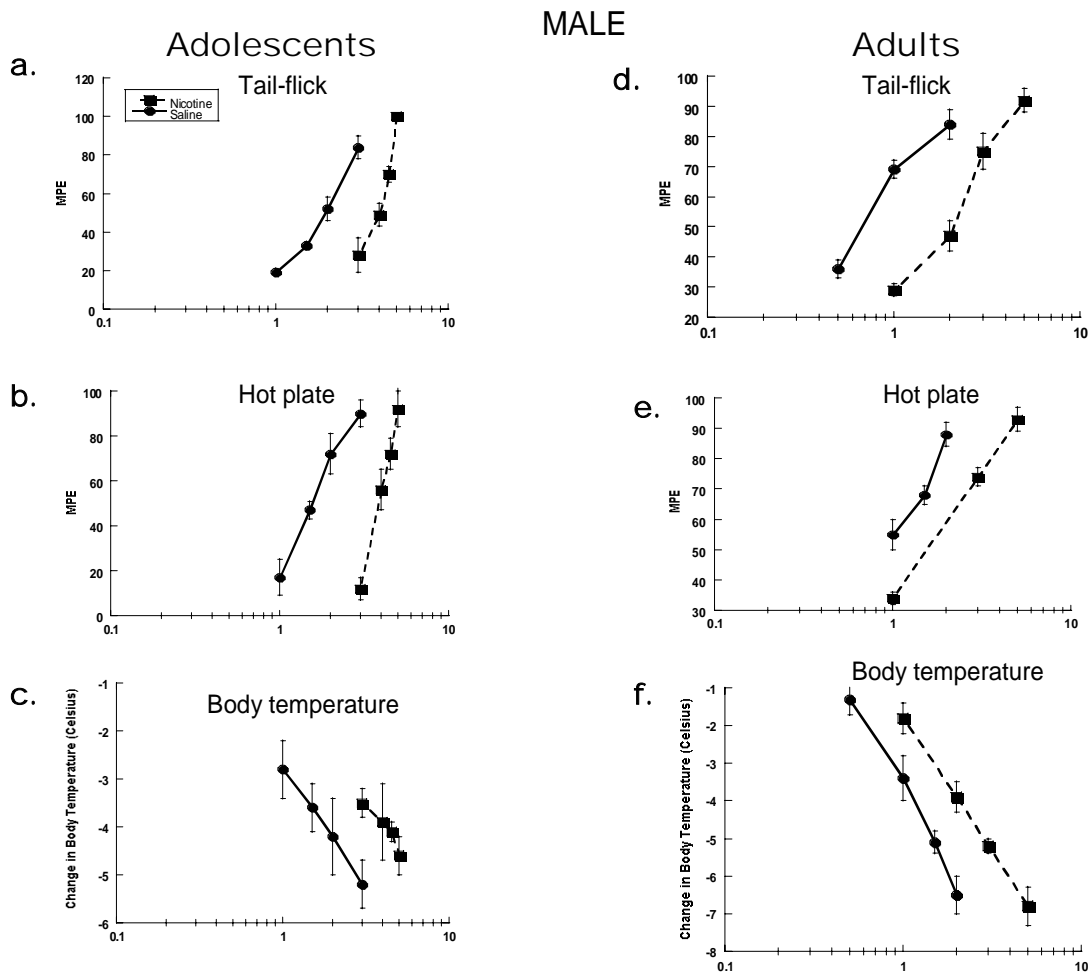 MALE
Adolescents
a.
Tail-flick
Nicotine
Saline
MPE
120
100
80
60
40
20
0
0.1
1
10
b.
Hot plate
MPE
100
80
60
40
20
0
0.1
1
10
c.
Body temperature
Change in Body Temperature (Celsius)
-1
-2
-3
-4
-5
-6
0.1
1
10
Adults
d.
Tail-flick
MPE
100
90
80
70
60
50
40
30
20
0.1
1
10
e.
Hot plate
MPE
100
90
80
70
60
50
40
30
0.1
1
10
f.
Body temperature
Change in Body Temperature (Celsius)
-1
-2
-3
-4
-5
-6
-7
-8
0.1
1
10